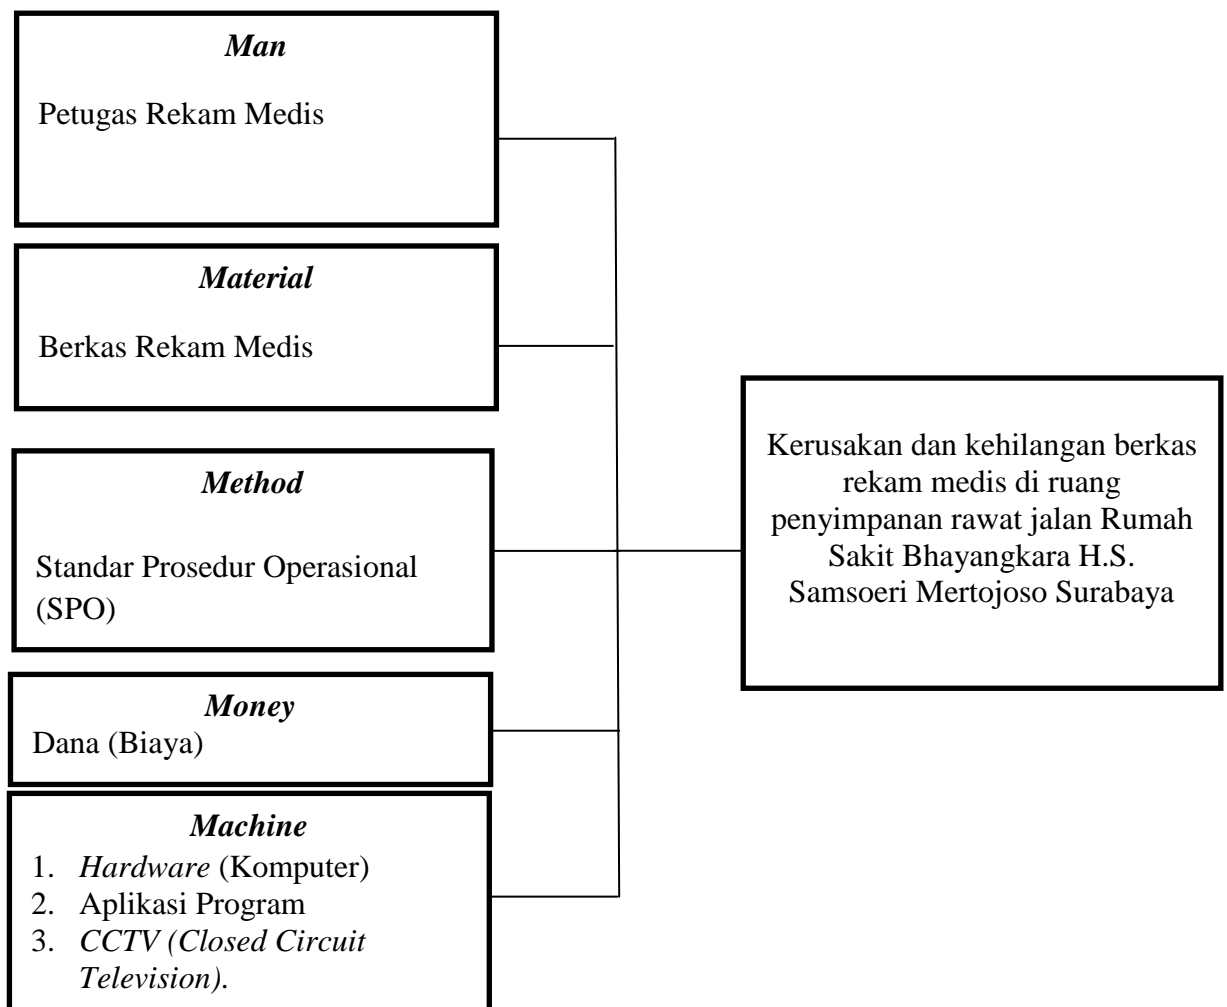 Man
Petugas Rekam Medis
Material
Berkas Rekam Medis
Method
Standar Prosedur Operasional
(SPO)
Money
Dana (Biaya)
Machine
1. Hardware (Komputer)
2. Aplikasi Program
3. CCTV (Closed Circuit
Television).
Kerusakan dan kehilangan berkas
rekam medis di ruang
penyimpanan rawat jalan Rumah
Sakit Bhayangkara H.S.
Samsoeri Mertojoso Surabaya